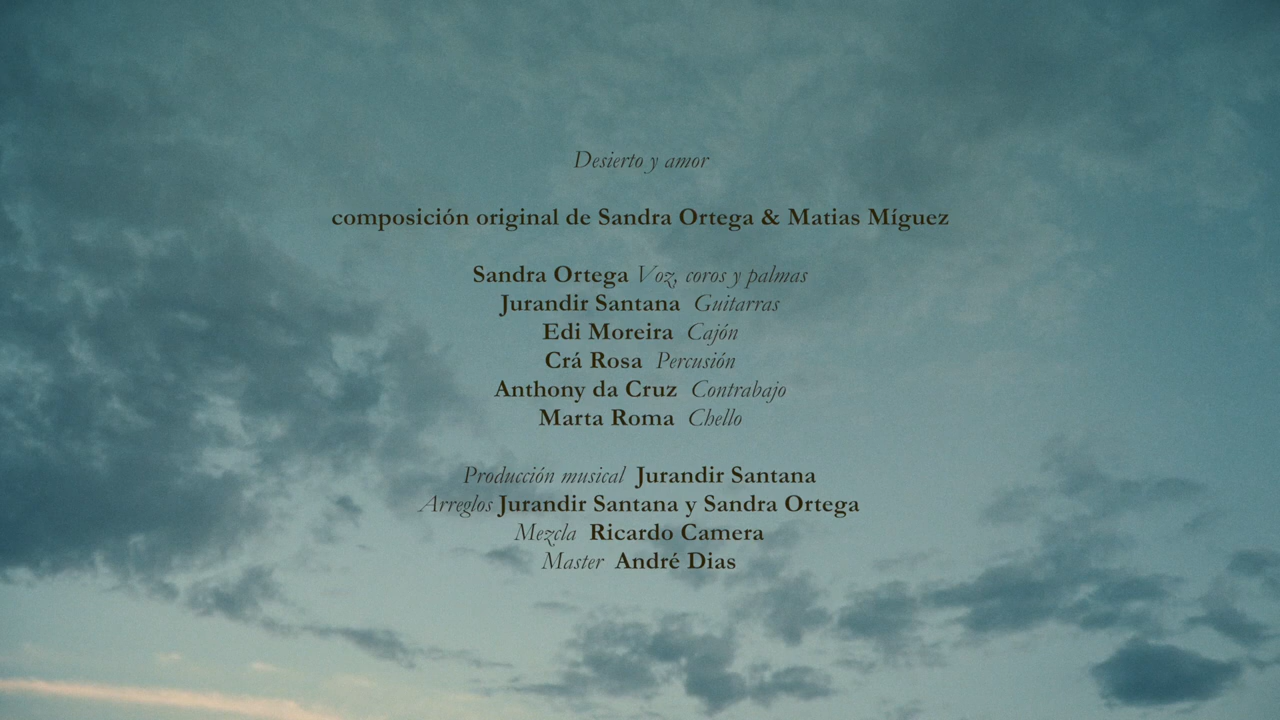 Desierto y amor
composición original de Sandra Ortega & Matias Míguez
Sandra Ortega Voz, coros y palmas
Jurandir Santana Guitarras
Edi Moreira Cajón
Crá Rosa Percusión
Anthony da Cruz Contrabajo
Marta Roma Chello
Producción musical Jurandir Santana
Arreglos Jurandir Santana y Sandra Ortega
Mezcla Ricardo Camera
Master André Dias